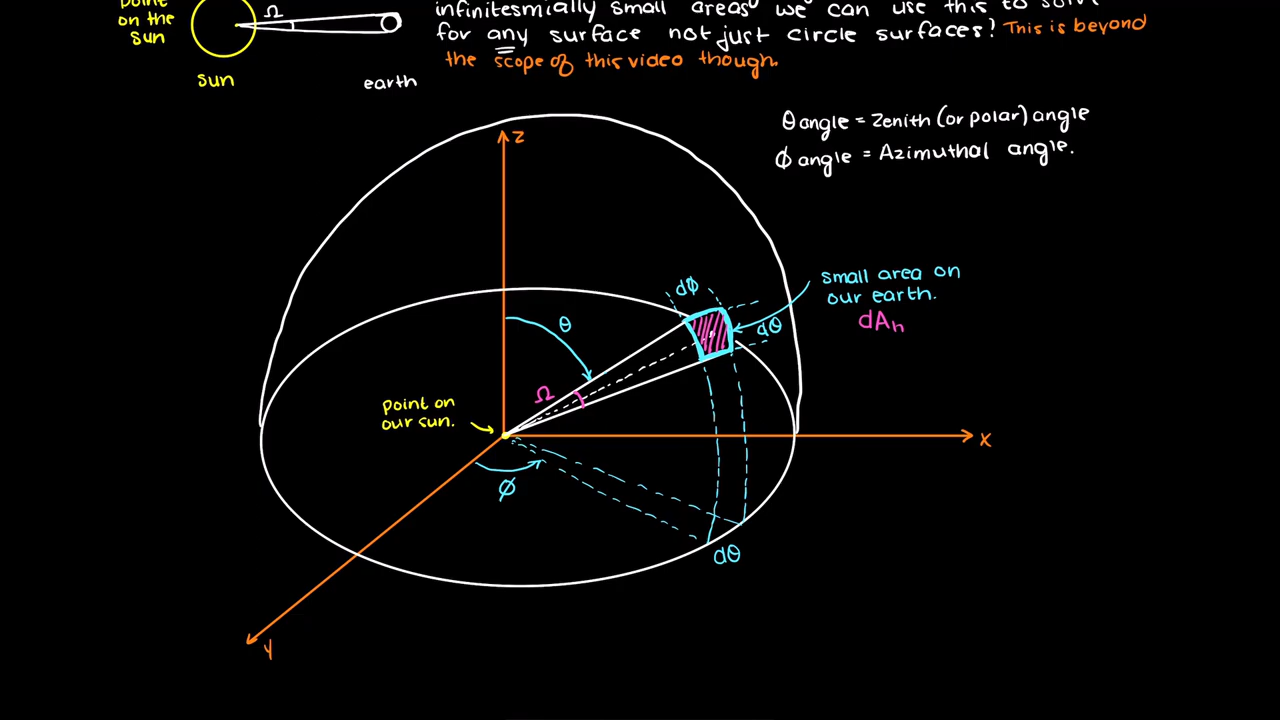 point
on the
sun
Ω
sun
earth
infinitesmially small areas we can use this to solve
for any surface not just circle surfaces! This is beyond
the scope of this video though.
θ angle = Zenith (or polar) angle
ϕ angle = Azimuthal angle.
z
dϕ
small area on
our earth.
dAh
θ
dθ
Ω
point on
our sun.
x
ϕ
dθ
y